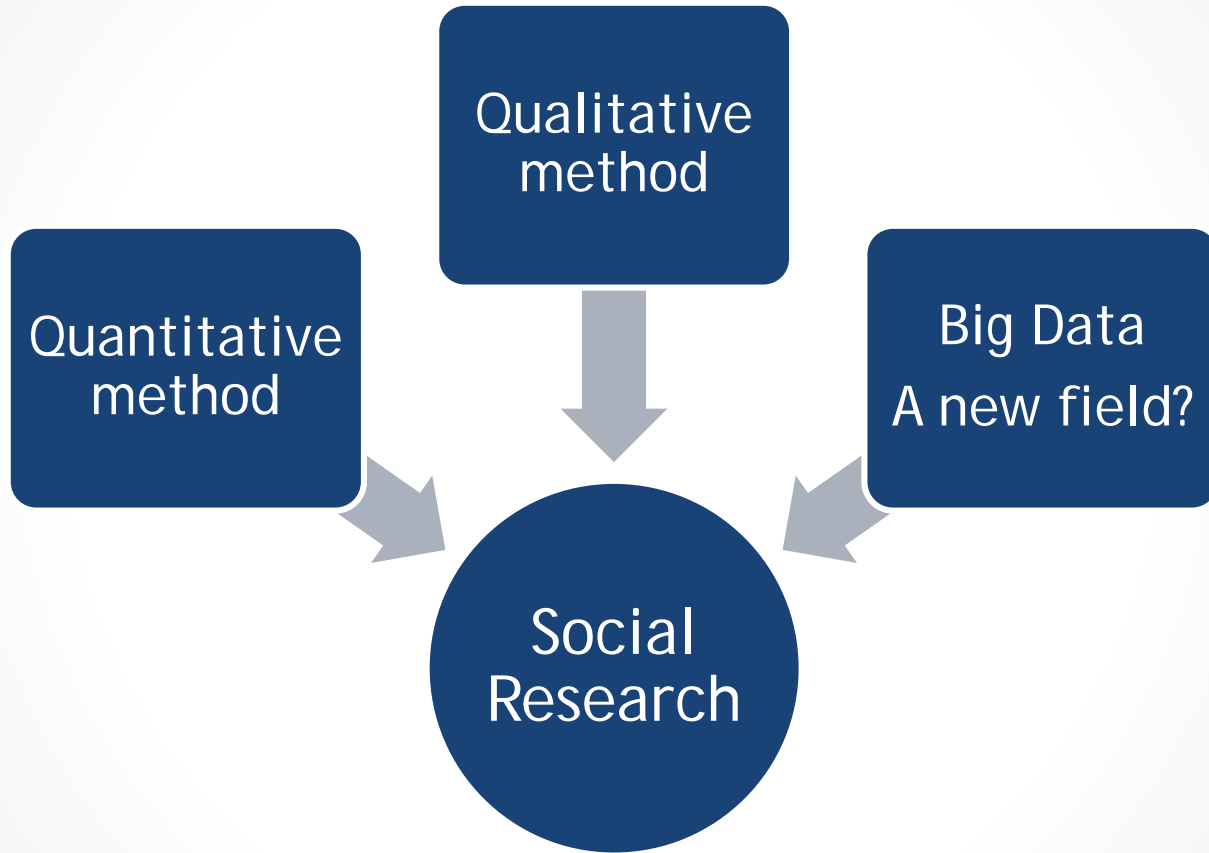 Qualitative
method
Quantitative
method
Big Data
A new field?
Social
Research